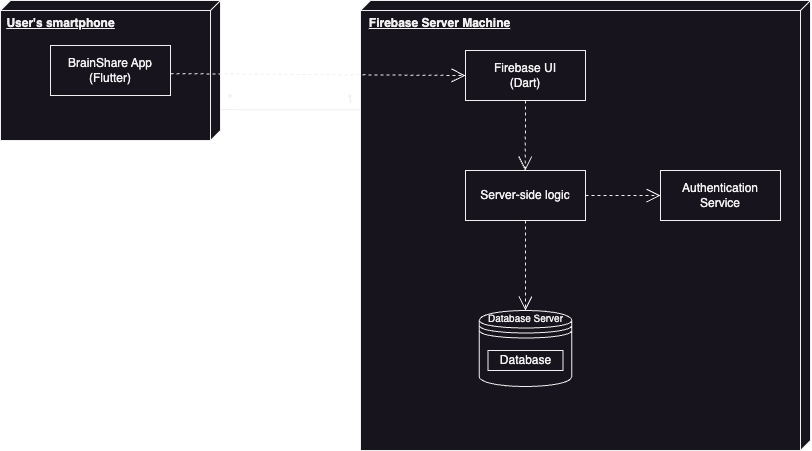 User's smartphone
BrainShare App
(Flutter)
*
1
Firebase Server Machine
Firebase UI
(Dart)
Server-side logic
Authentication
Service
Database Server
Database